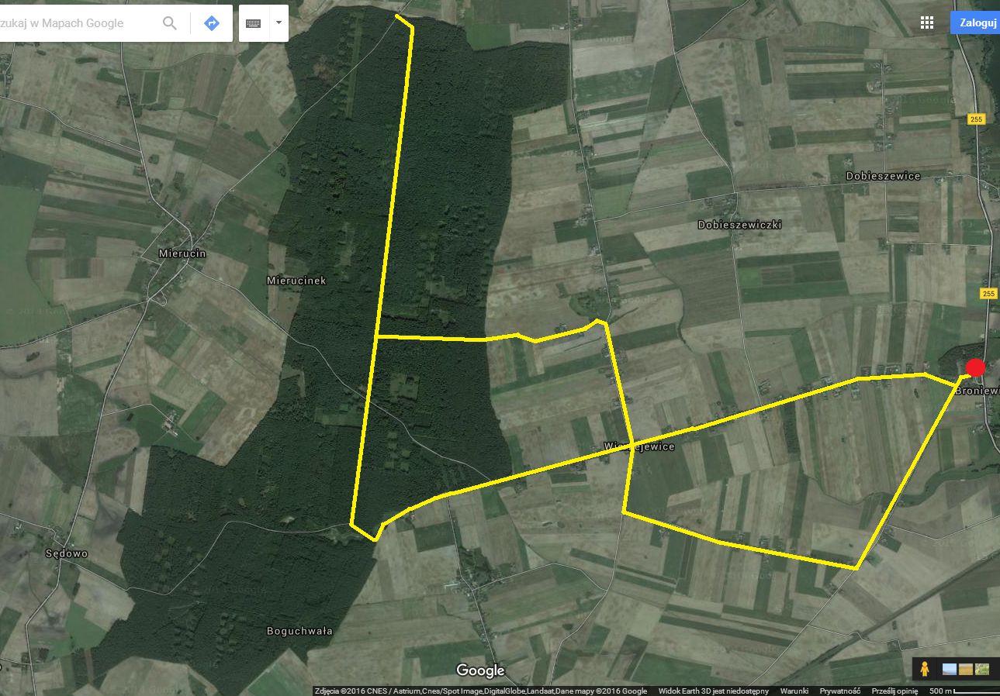 zukaj w Mapach Google
Zaloguj
255
Dobieszewice
Dobieszewiczki
Mierucin
Mierucinek
255
Broniewi
Sędowo
Boguchwała
Google
Zdjęcia ©2016 CNES / Astrium,Cnes/Spot Image,DigitalGlobe,Landsat,Dane mapy ©2016 Google Widok Earth 3D jest niedostępny Warunki Prywatność Prześlij opinię 500 m